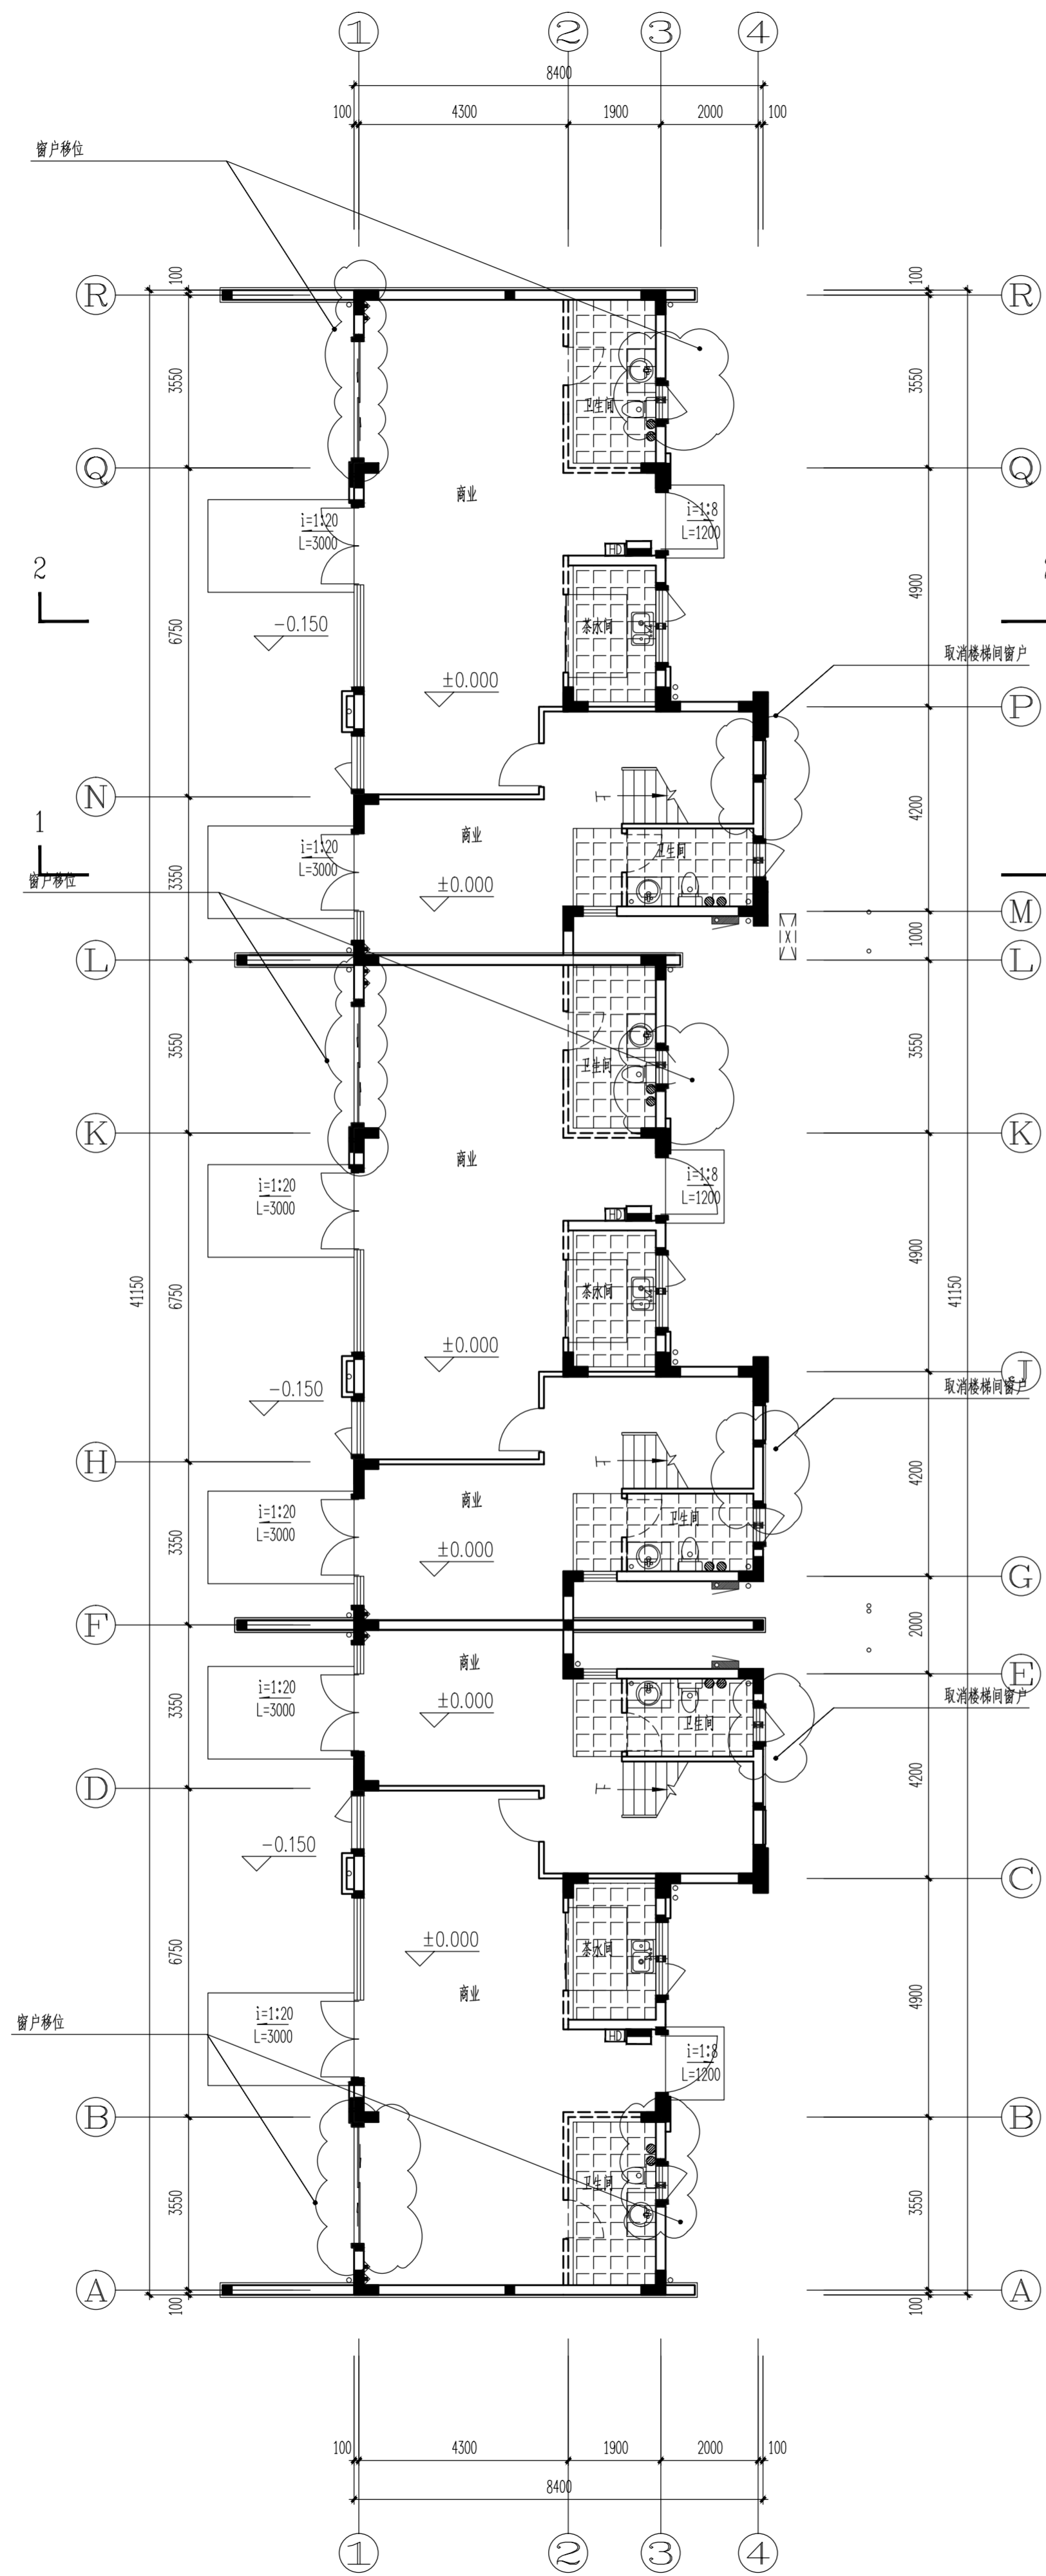 1 2 3 4
8400
100 4300 1900 2000 100
窗户移位
R 100 100 R
3550 卫生间 3550
Q Q
商业
i=1:20 i=1:8
L=3000 L=1200
HD
2
6750 4900
茶水间
-0.150
取消楼梯间窗户
±0.000
P
N
下 4200
1
商业
i=1:20 卫生间
L=3000
3350
窗户移位 ±0.000
M
1000
L L
3550 卫生间 3550
K K
商业
i=1:20 i=1:8
L=3000 L=1200
HD
4900
41150 6750 茶水间 41150
±0.000
J
-0.150 取消楼梯间窗户
H 下
4200
商业
i=1:20 卫生间
L=3000
3350
±0.000
G
F 2000
商业
E
i=1:20 取消楼梯间窗户
L=3000
3350 ±0.000 卫生间
4200
D 下
-0.150
C
±0.000 茶水间
6750
商业 4900
i=1:20
窗户移位 L=3000 HD
i=1:8
L=1200
B B
3550 卫生间 3550
A A
100 100
100 4300 1900 2000 100
8400
1 2 3 4